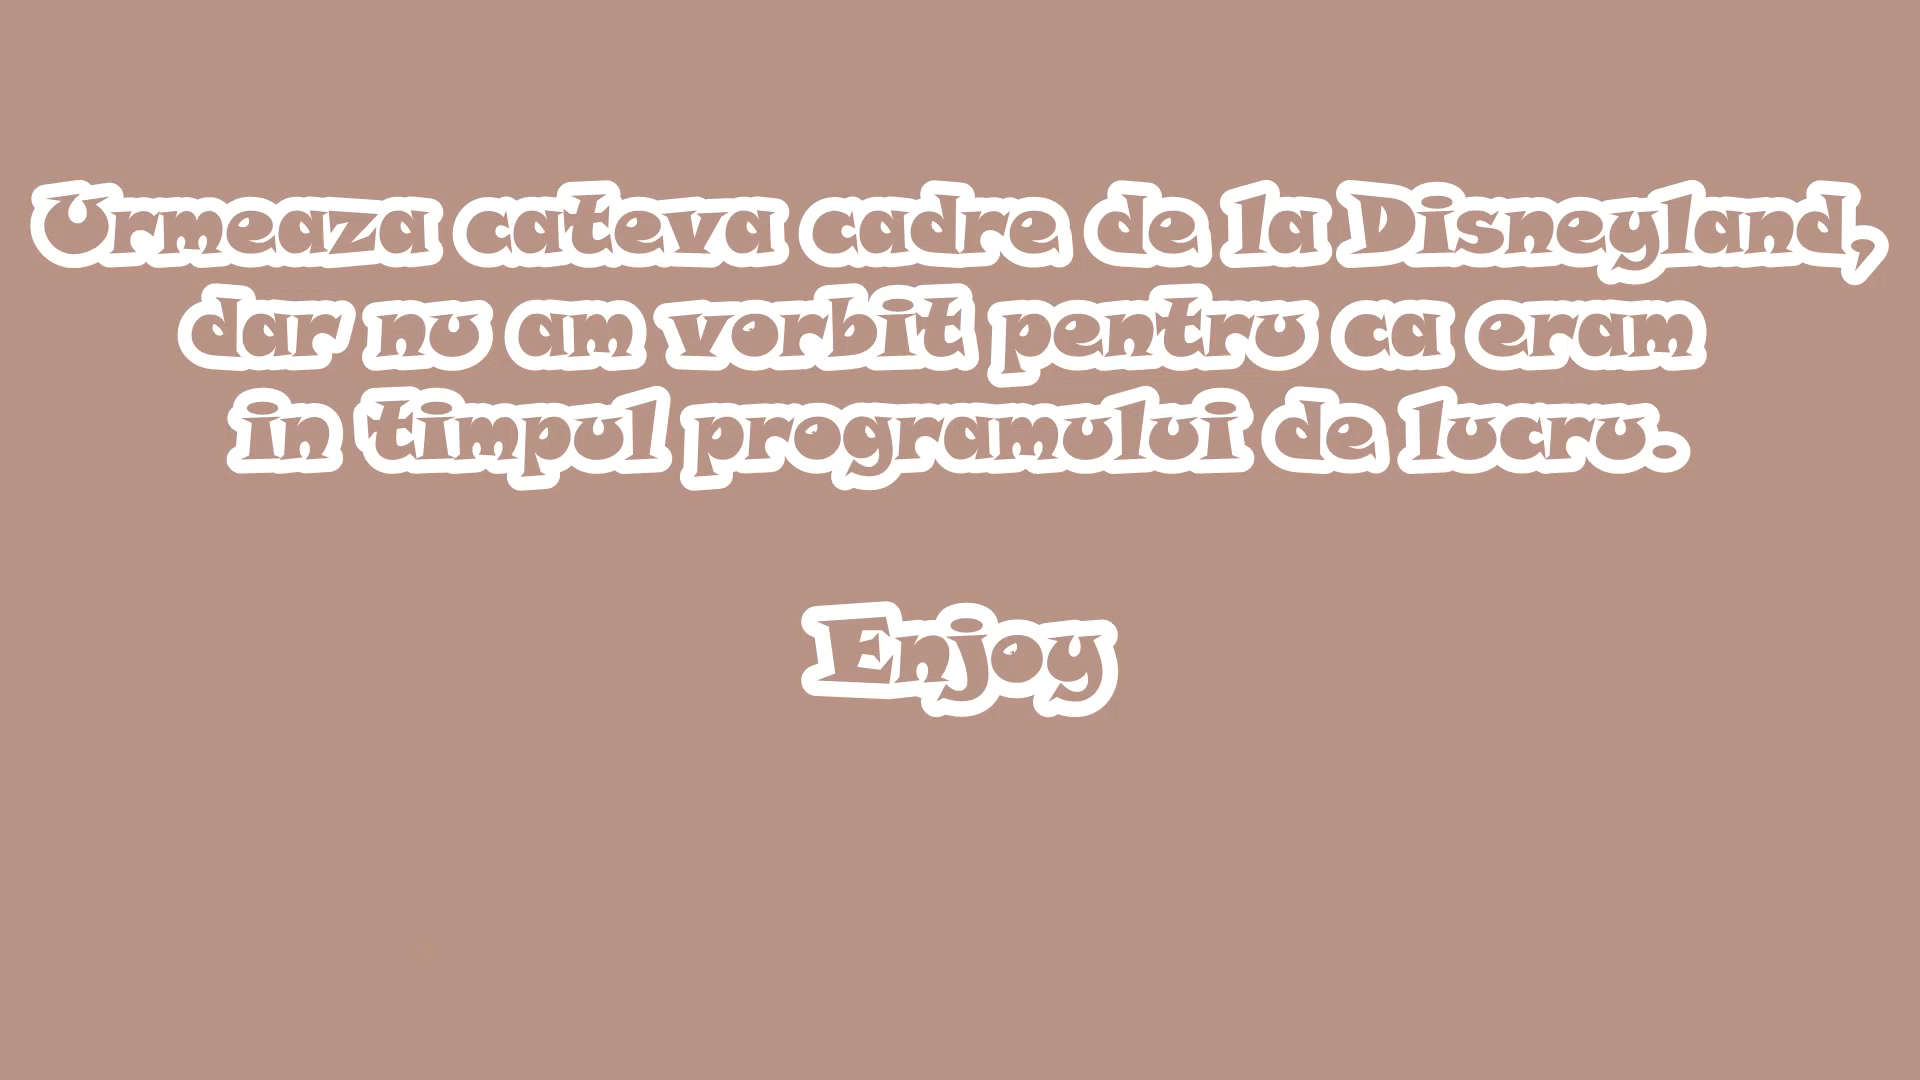 Urmeaza cateva cadre de la Disneyland,
dar nu am vorbit pentru ca eram
in timpul programului de lucru.
Enjoy